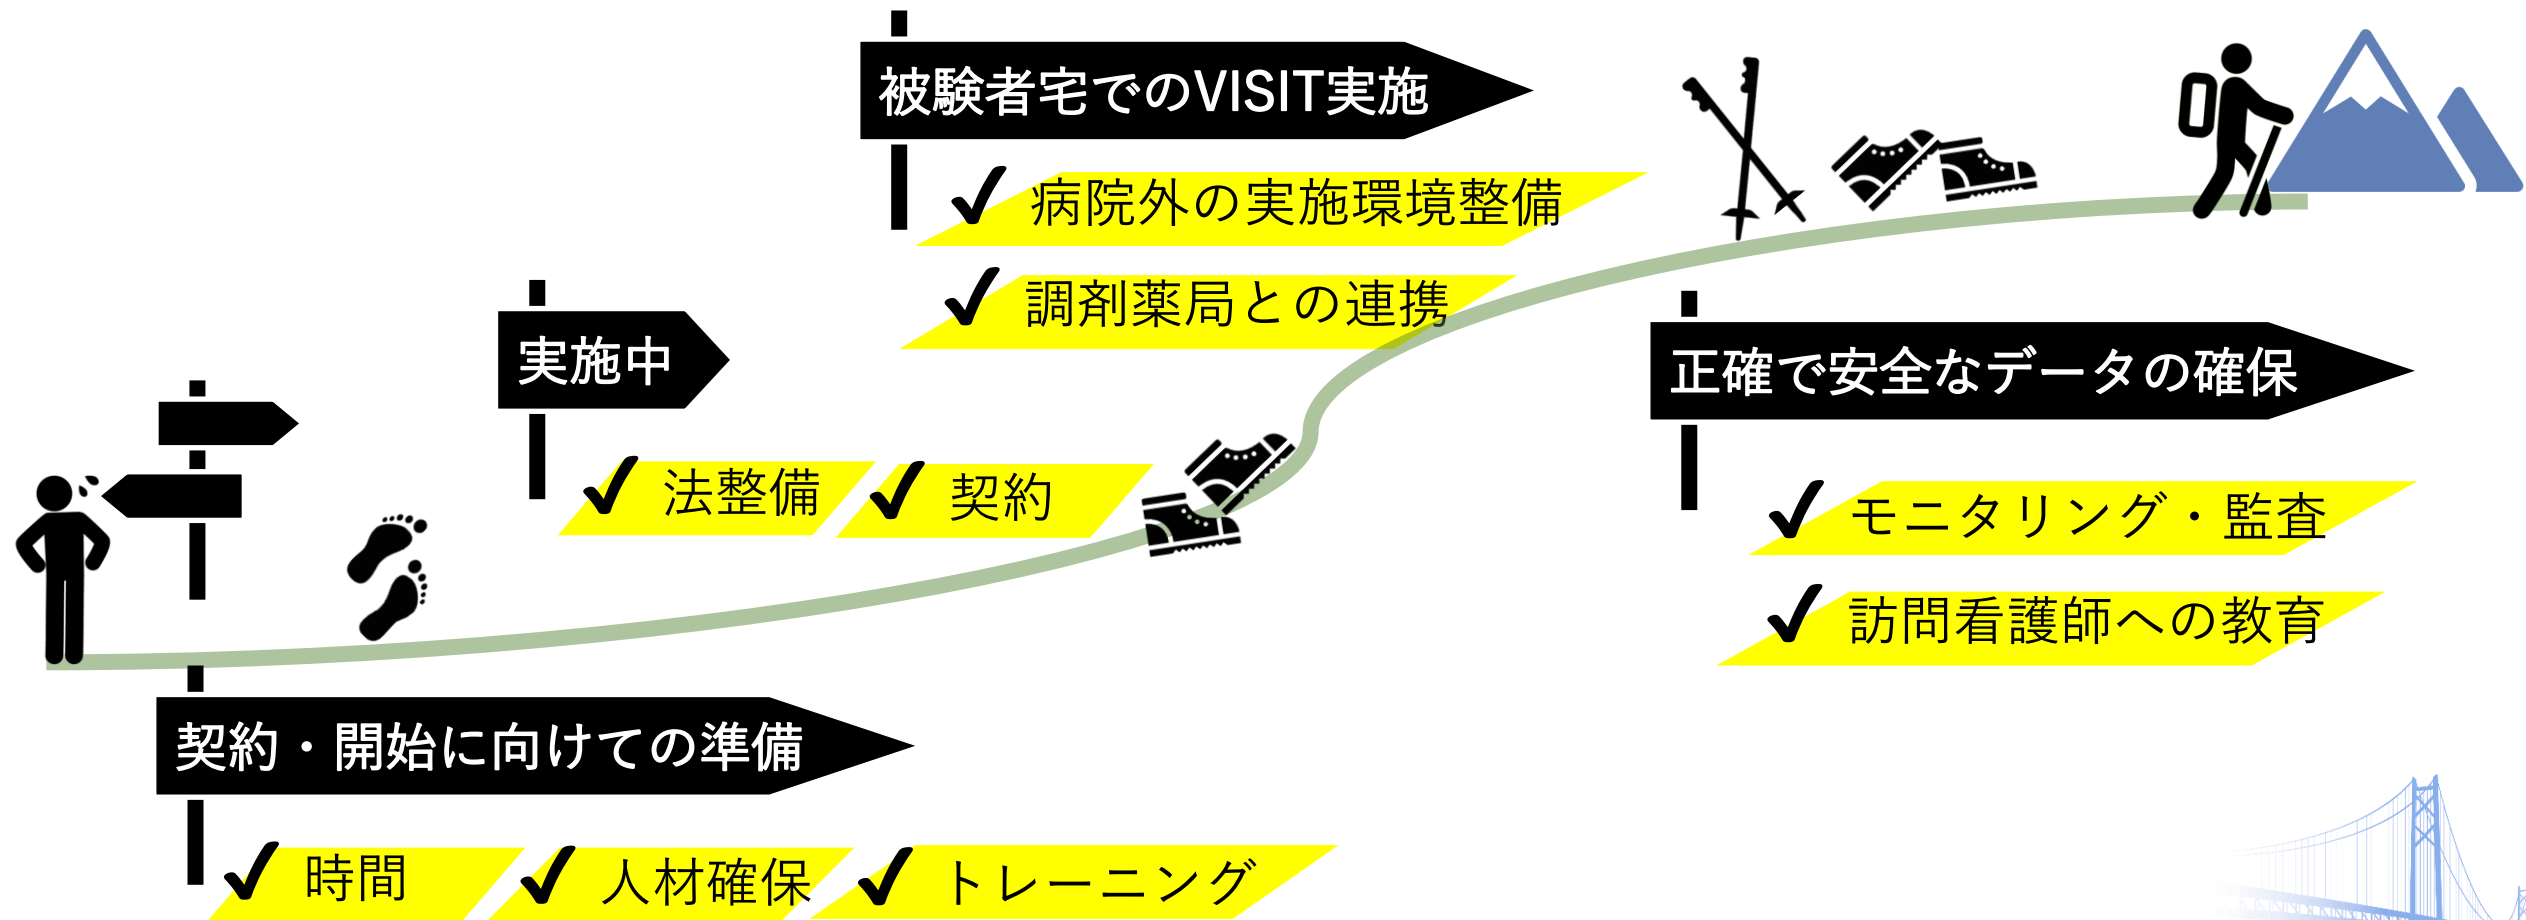 被験者宅でのVISIT実施
病院外の実施環境整備
調剤薬局との連携
実施中
法整備
契約
正確で安全なデータの確保
モニタリング・監査
訪問看護師への教育
契約・開始に向けての準備
時間
人材確保
トレーニング